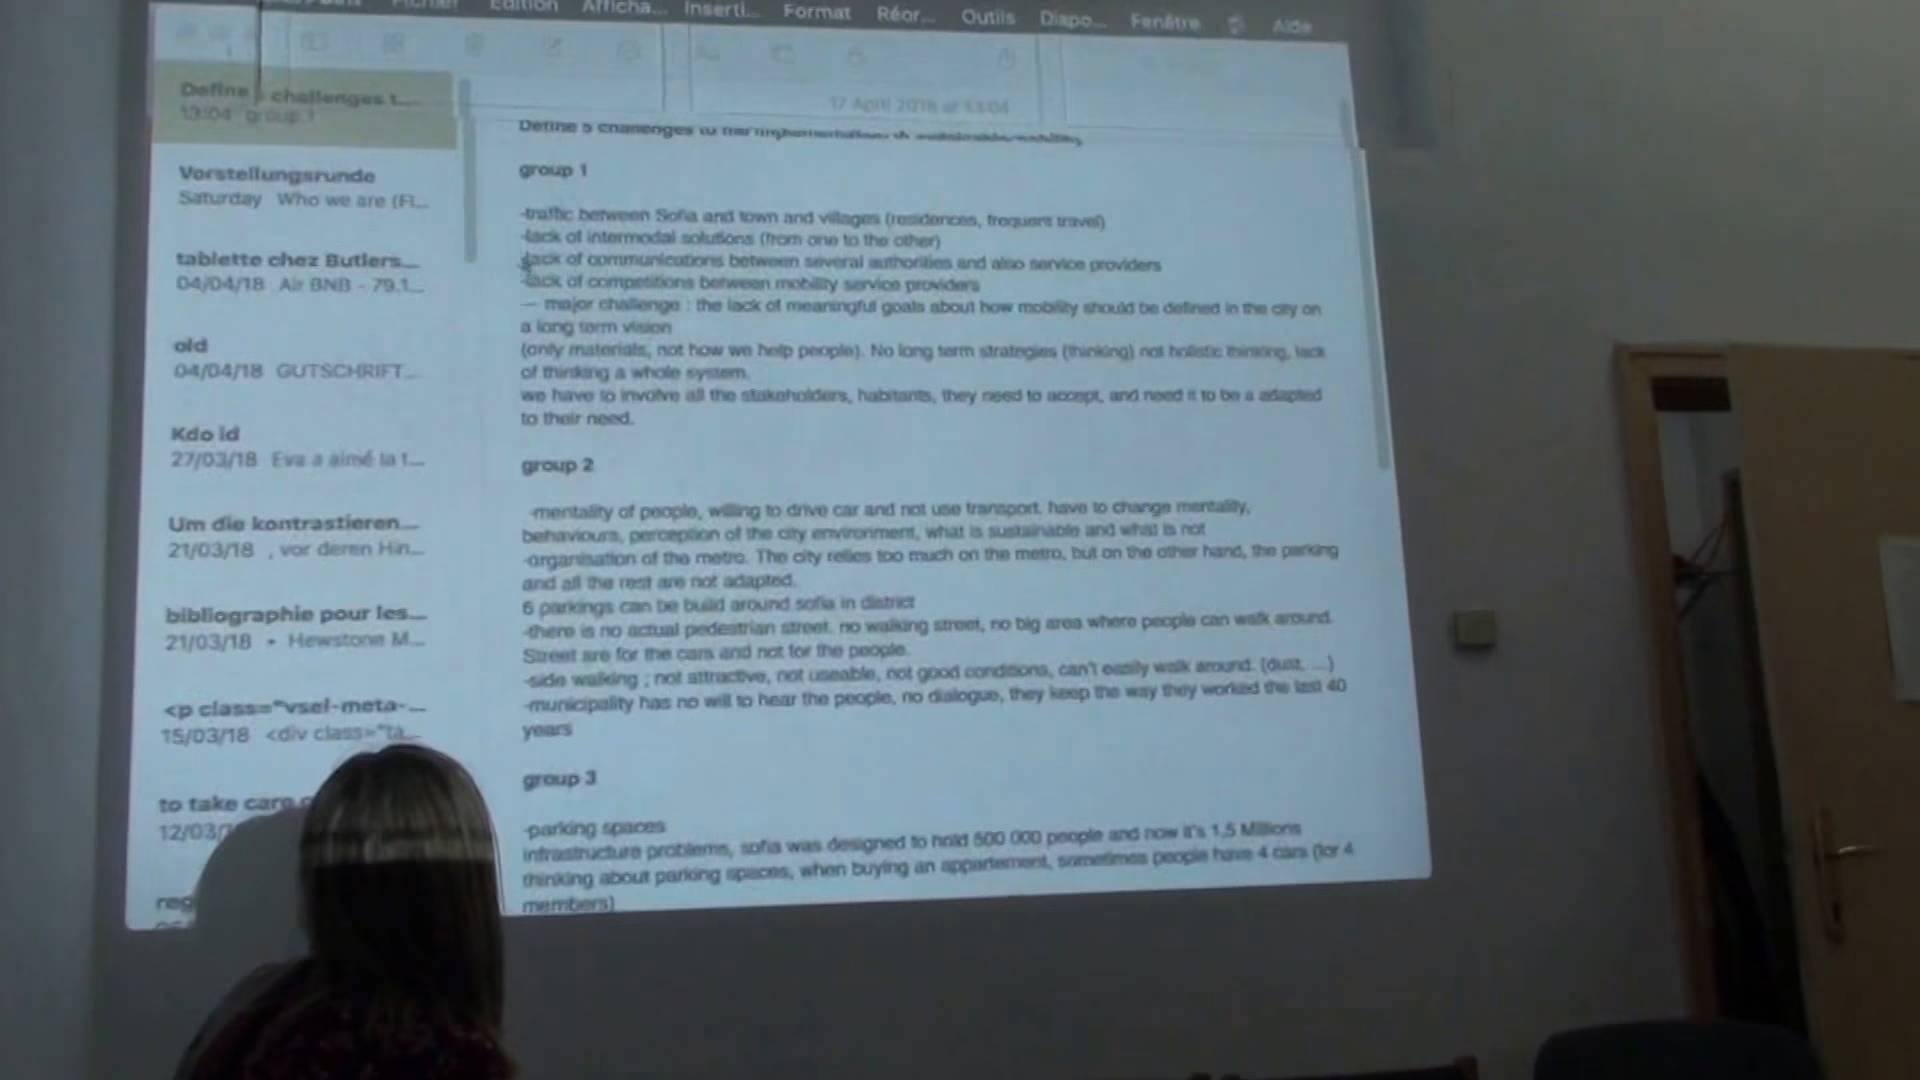 Fichier Edition Afficha... Inserti... Format Réor... Outils Diapo... Fenêtre Aide
Define 5 challenges t...
13:04 group 1
Vorstellungsrunde
Saturday Who we are (Fl...
tablette chez Butlers...
04/04/18 Air BNB - 79.1...
old
04/04/18 GUTSCHRIFT...
Kdo id
27/03/18 Eva a aimé la t...
Um die kontrastieren...
21/03/18 , vor deren Hin...
bibliographie pour les...
21/03/18 • Hewstone M...
<p class="vsel-meta-...
15/03/18 <div class="ta...
to take care
12/03/
reg
17 April 2018 at 13:04
Define 5 challenges to the implementation of sustainable mobility
group 1
-traffic between Sofia and town and villages (residences, frequent travel)
-lack of intermodal solutions (from one to the other)
-lack of communications between several authorities and also service providers
-lack of competitions between mobility service providers
— major challenge : the lack of meaningful goals about how mobility should be defined in the city on
a long term vision
(only materials, not how we help people). No long term strategies (thinking) not holistic thinking, lack
of thinking a whole system.
we have to involve all the stakeholders, habitants, they need to accept, and need it to be a adapted
to their need.
group 2
-mentality of people, willing to drive car and not use transport. have to change mentality,
behaviours, perception of the city environment, what is sustainable and what is not
-organisation of the metro. The city relies too much on the metro, but on the other hand, the parking
and all the rest are not adapted.
6 parkings can be build around sofia in district
-there is no actual pedestrian street. no walking street, no big area where people can walk around.
Street are for the cars and not for the people.
-side walking ; not attractive, not useable, not good conditions, can't easily walk around. (dust, ...)
-municipality has no will to hear the people, no dialogue, they keep the way they worked the last 40
years
group 3
-parking spaces
infrastructure problems, sofia was designed to hold 500 000 people and now it's 1,5 Millions
thinking about parking spaces, when buying an appartement, sometimes people have 4 cars (for 4
members)